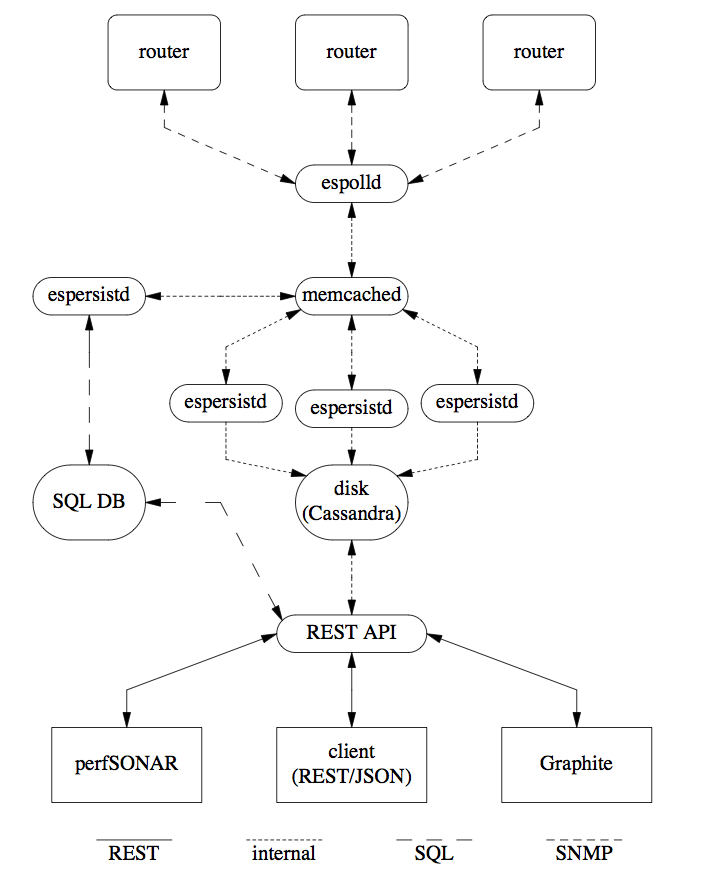 router
router
router
espolld
espersistd
memcached
espersistd
espersistd
espersistd
SQL DB
disk
(Cassandra)
REST API
perfSONAR
client
(REST/JSON)
Graphite
REST
internal
SQL
SNMP